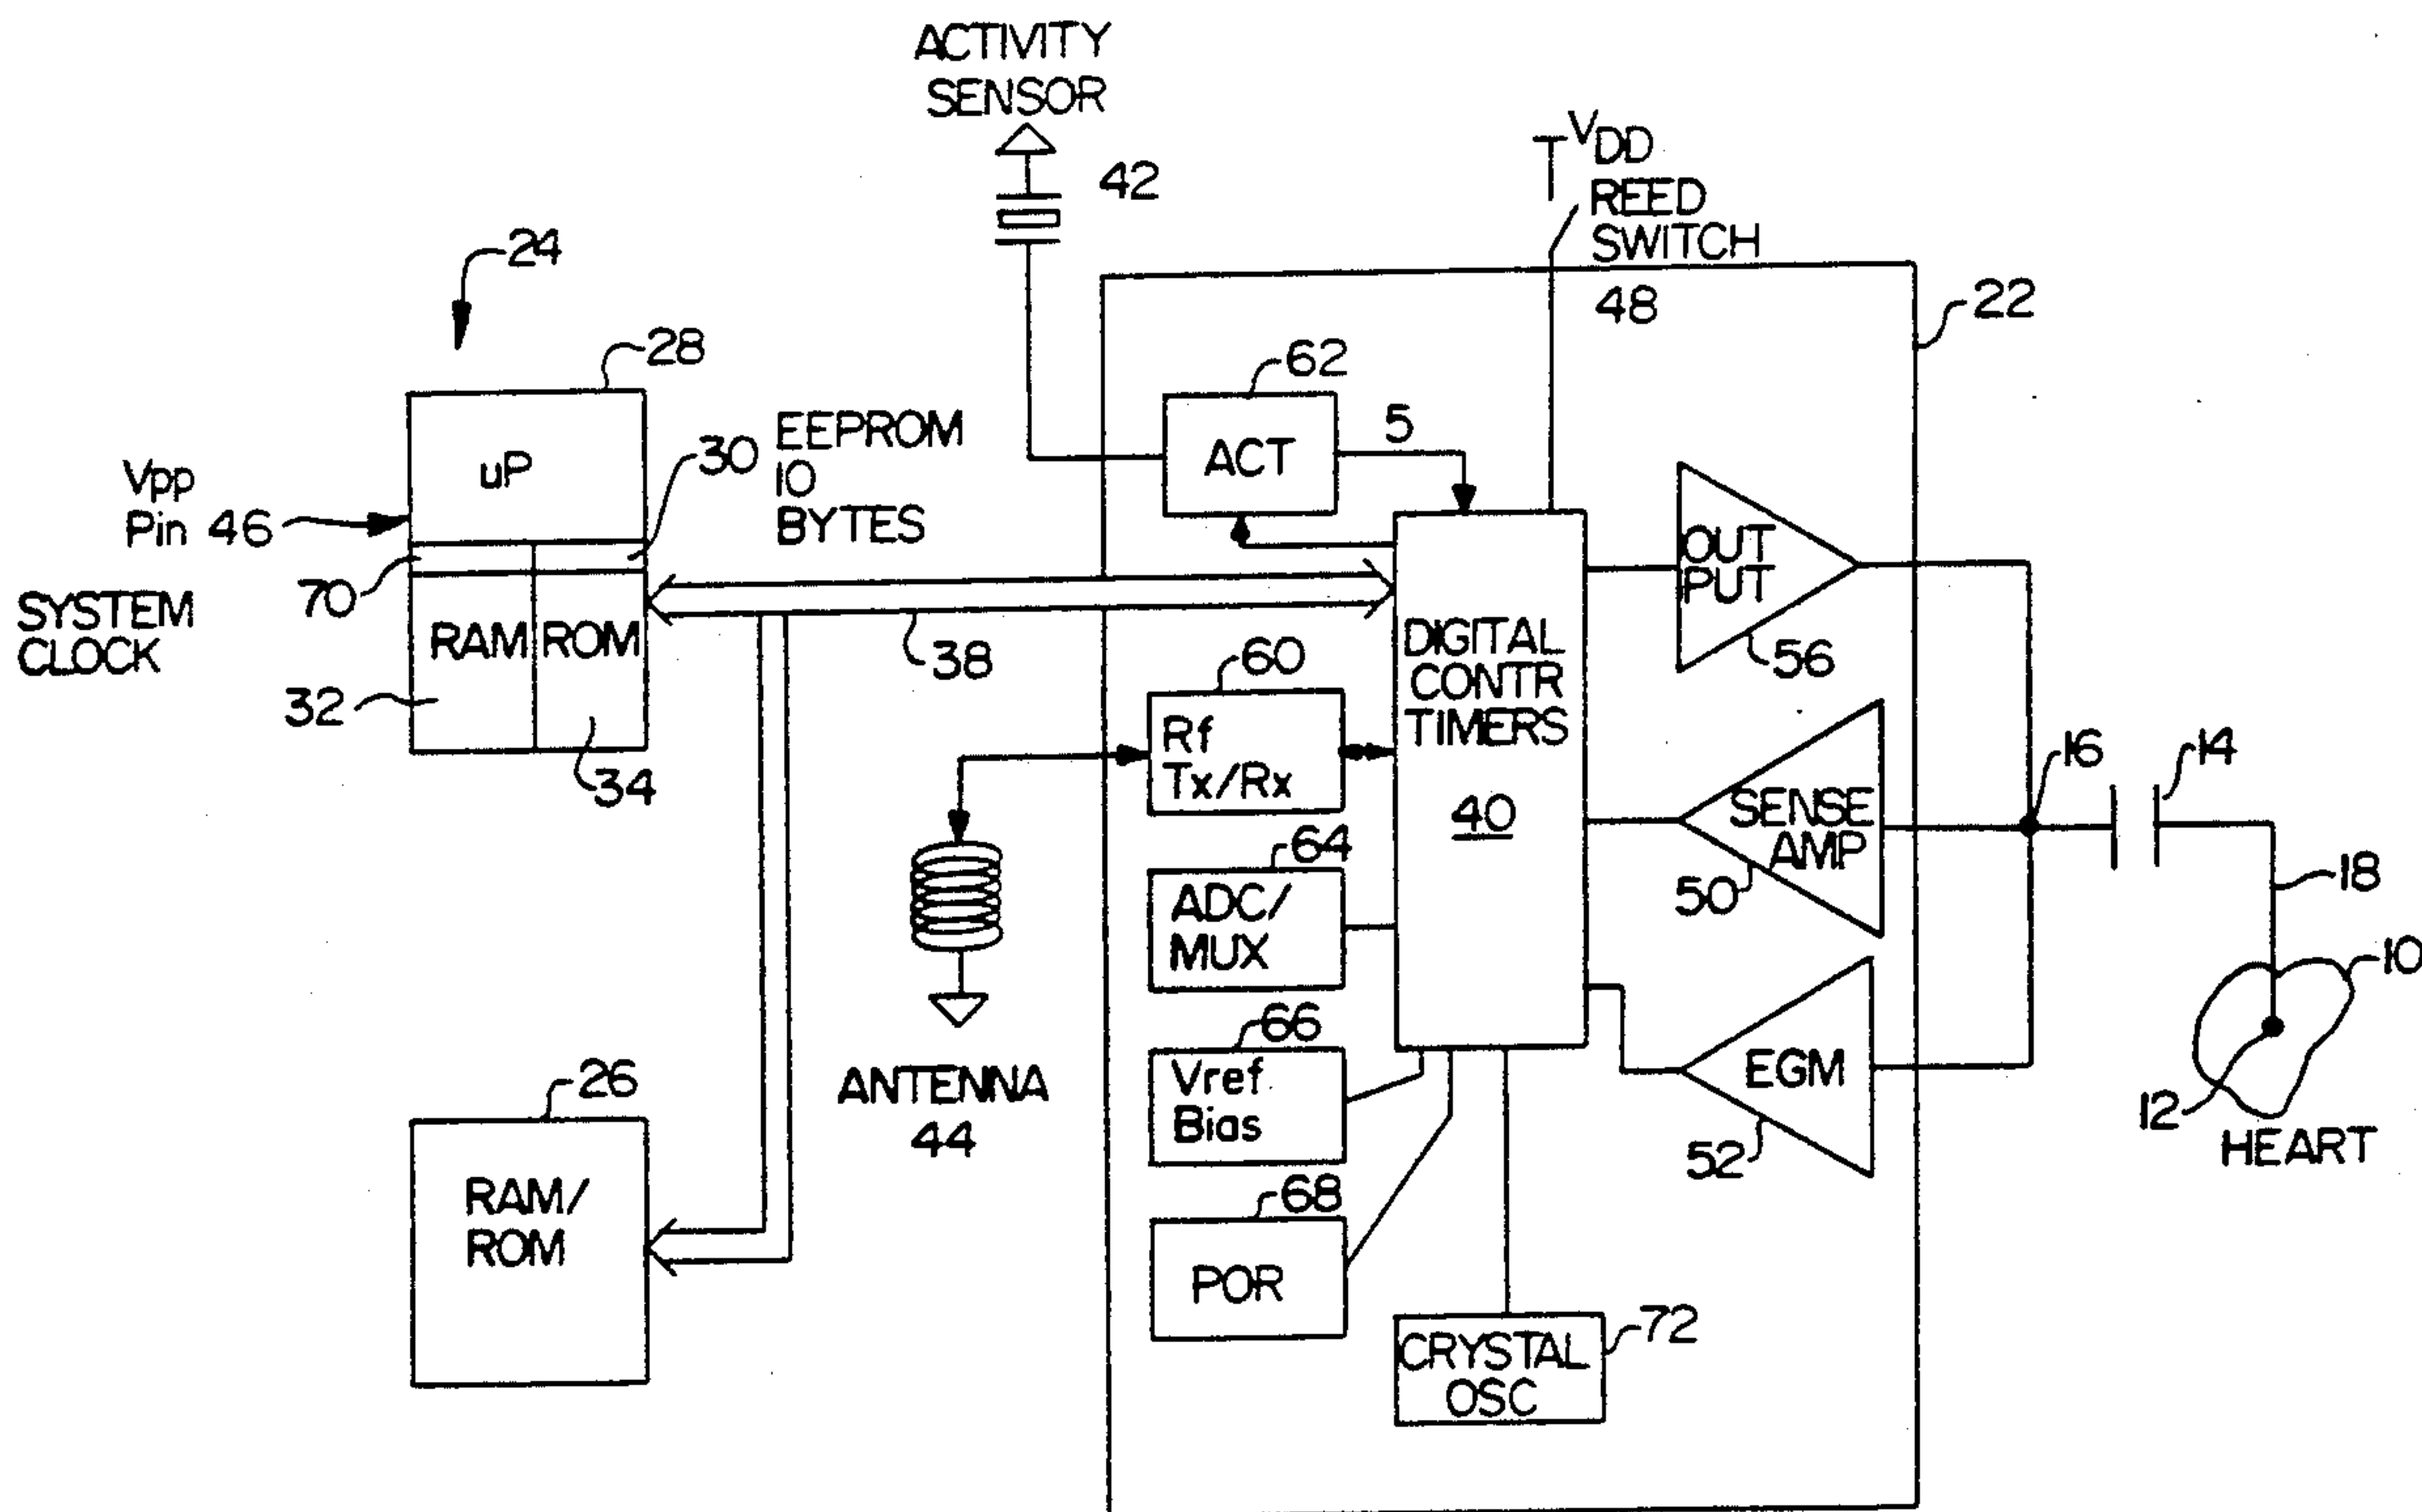 ACTIVITY
SENSOR
42
VDD
REED
SWITCH
48
22
24
28
uP
Vpp
Pin 46
30
EEPROM
10
BYTES
70
SYSTEM
CLOCK
RAM
ROM
32
34
38
62
ACT
5
OUT
PUT
56
DIGITAL
CONTR
TIMERS
40
60
Rf
Tx/Rx
SENSE
AMP
50
16
14
18
10
12
HEART
64
ADC/
MUX
EGM
52
66
Vref
Bias
ANTENNA
44
26
RAM/
ROM
68
POR
CRYSTAL
OSC
72